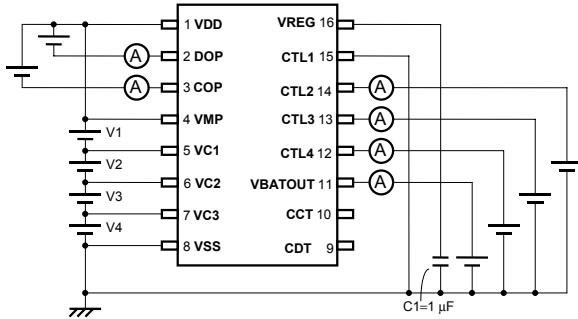 1 VDD
2 DOP
3 COP
4 VMP
5 VC1
6 VC2
7 VC3
8 VSS
VREG 16
CTL1 15
CTL2 14
CTL3 13
CTL4 12
VBATOUT 11
CCT 10
CDT 9
A
A
A
A
A
A
V1
V2
V3
V4
C1=1 μF